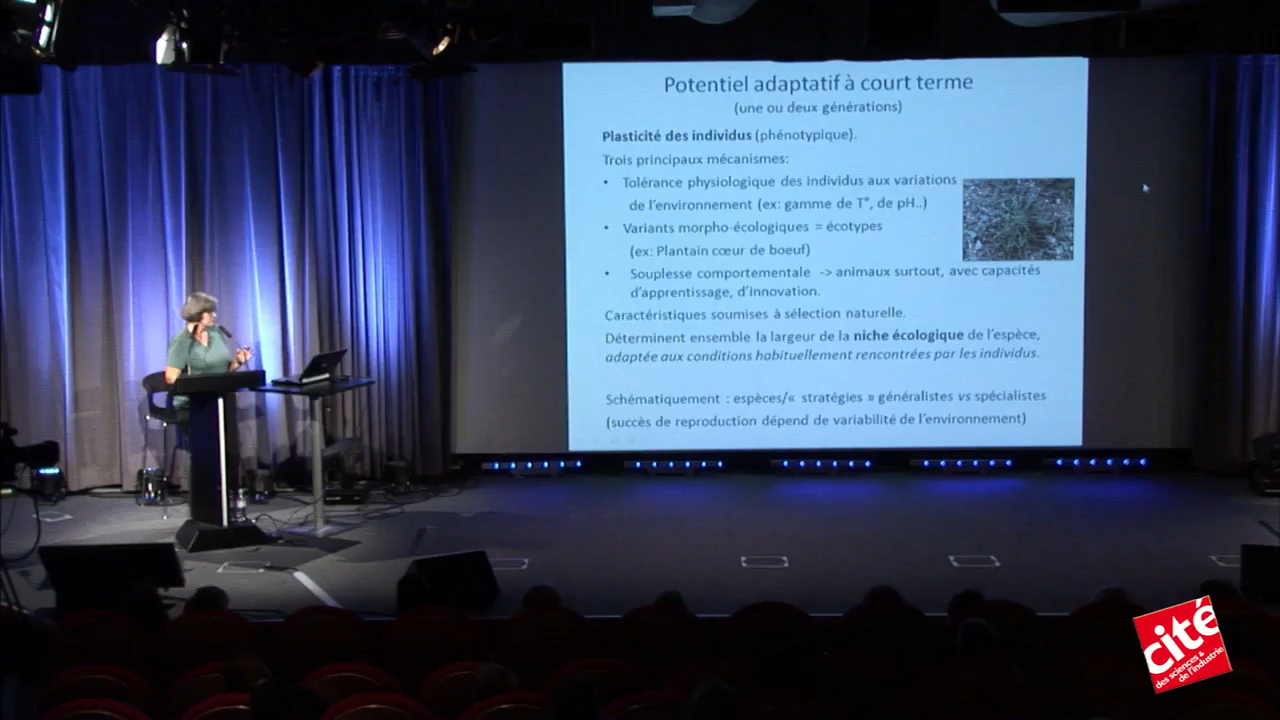 Potentiel adaptatif à court terme
(une ou deux générations)
Plasticité des individus (phénotypique).
Trois principaux mécanismes:
• Tolérance physiologique des individus aux variations
de l'environnement (ex: gamme de T°, de pH..)
• Variants morpho-écologiques = écotypes
(ex: Plantain cœur de boeuf)
• Souplesse comportementale -> animaux surtout, avec capacités
d'apprentissage, d'innovation.
Caractéristiques soumises à sélection naturelle.
Déterminent ensemble la largeur de la niche écologique de l'espèce,
adaptée aux conditions habituellement rencontrées par les individus.
Schématiquement : espèces/« stratégies » généralistes vs spécialistes
(succès de reproduction dépend de variabilité de l'environnement)
cité
des sciences &
de l'industrie